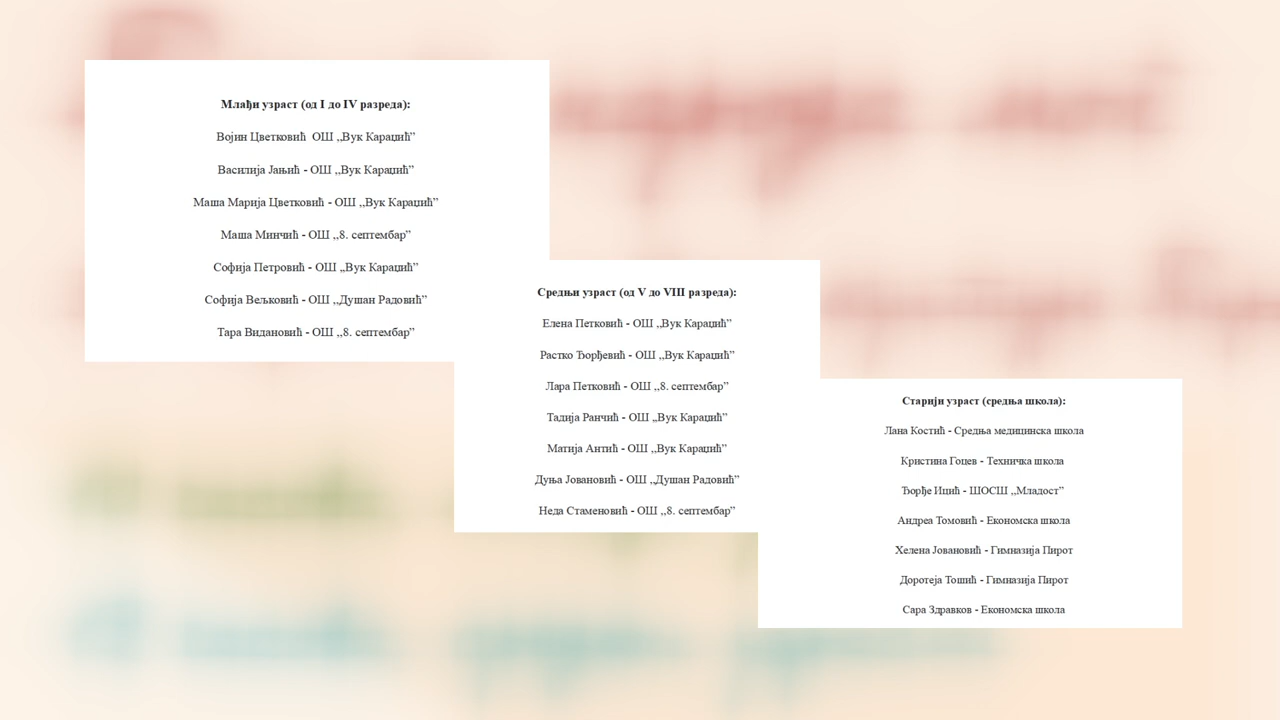 Млађи узраст (од I до IV разреда):
Војин Цветковић  ОШ ,,Вук Караџић”
Василија Јањић - ОШ ,,Вук Караџић”
Маша Марија Цветковић - ОШ ,,Вук Караџић”
Маша Минчић - ОШ ,,8. септембар”
Софија Петровић - ОШ „Вук Караџић”
Софија Вељковић - ОШ ,,Душан Радовић”
Тара Видановић - ОШ ,,8. септембар”
Средњи узраст (од V до VIII разреда):
Елена Петковић - ОШ ,,Вук Караџић”
Растко Ђорђевић - ОШ ,,Вук Караџић”
Лара Петковић - ОШ ,,8. септембар”
Тадија Ранчић - ОШ „Вук Караџић”
Матија Антић - ОШ ,,Вук Караџић”
Дуња Јовановић - ОШ ,,Душан Радовић”
Неда Стаменовић - ОШ ,,8. септембар”
Старији узраст (средња школа):
Лана Костић - Средња медицинска школа
Кристина Гоцев - Техничка школа
Ђорђе Ицић - ШОСШ ,,Младост”
Андреа Томовић - Економска школа
Хелена Јовановић - Гимназија Пирот
Доротеја Тошић - Гимназија Пирот
Сара Здравков - Економска школа